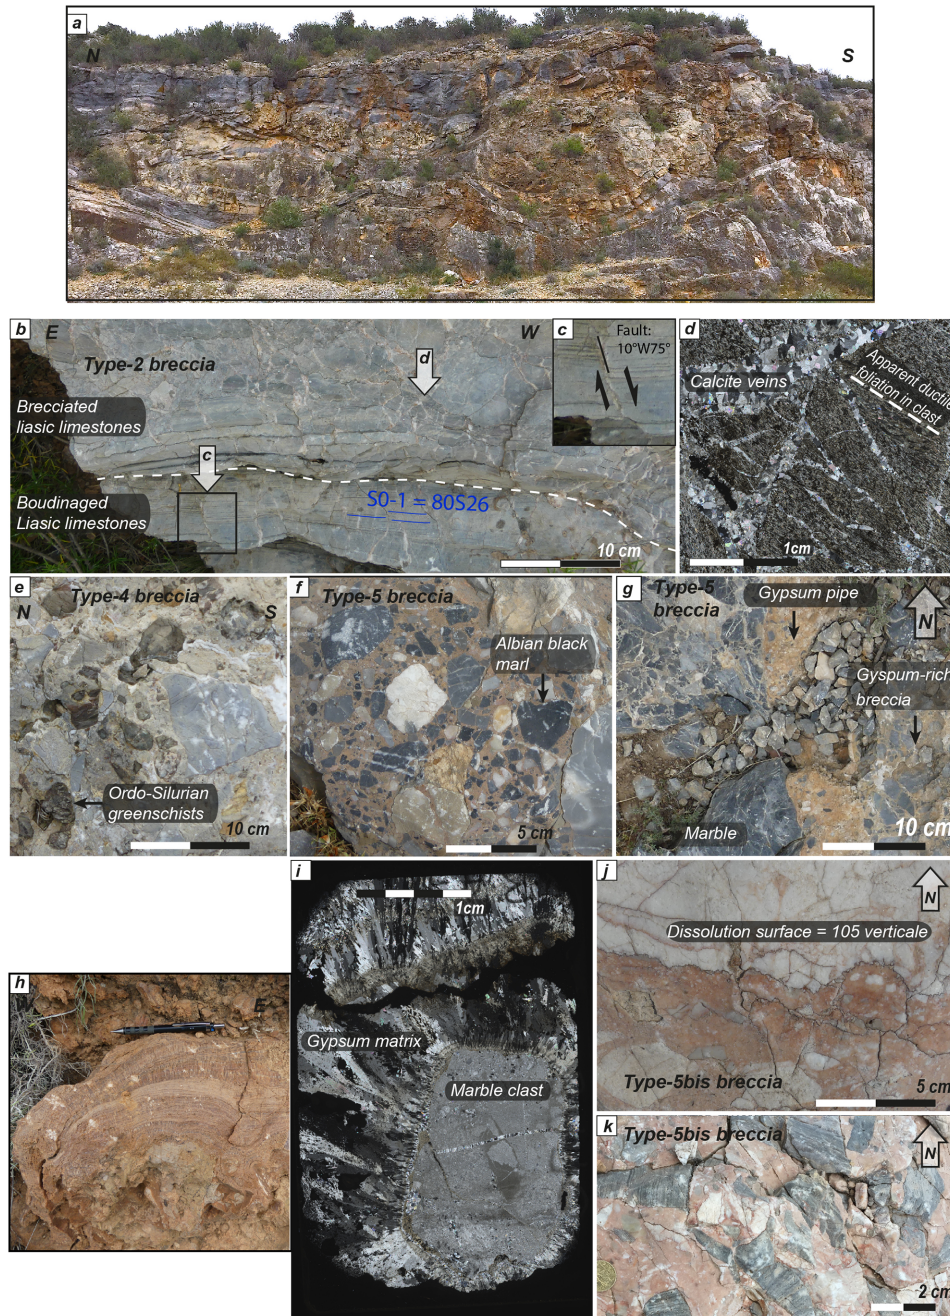 a
N
S
b
E
W
Type-2 breccia
d
Brecciated
liasic limestones
c
Boudinaged
Liasic limestones
S0-1 = 80S26
10 cm
c
Fault:
10°W75°
d
Calcite veins
Apparent ductile
foliation in clast
1cm
e
Type-4 breccia
N
S
Ordo-Silurian
greenschists
10 cm
f
Type-5 breccia
Albian black
marl
5 cm
g
Type-5
breccia
Gypsum pipe
N
Gyspum-rich
breccia
Marble
10 cm
h
i
1cm
Gypsum matrix
Marble clast
j
N
Dissolution surface = 105 verticale
Type-5bis breccia
5 cm
k
Type-5bis breccia
N
2 cm